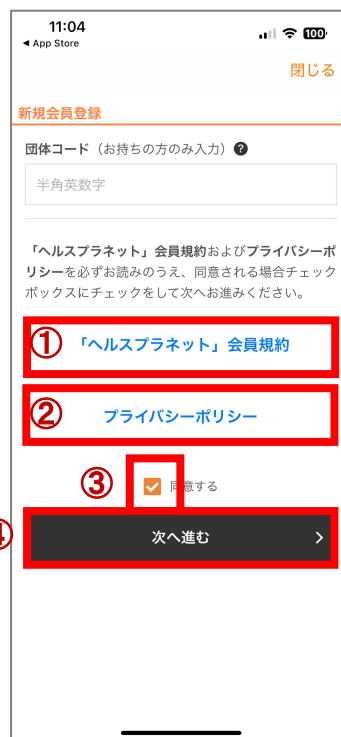 11:04
100
◀ App Store
閉じる
新規会員登録
団体コード（お持ちの方のみ入力）?
半角英数字
「ヘルスプラネット」会員規約およびプライバシーポ
リシーを必ずお読みのうえ、同意される場合チェック
ボックスにチェックをして次へお進みください。
① 「ヘルスプラネット」会員規約
② プライバシーポリシー
③ 同意する
④ 次へ進む